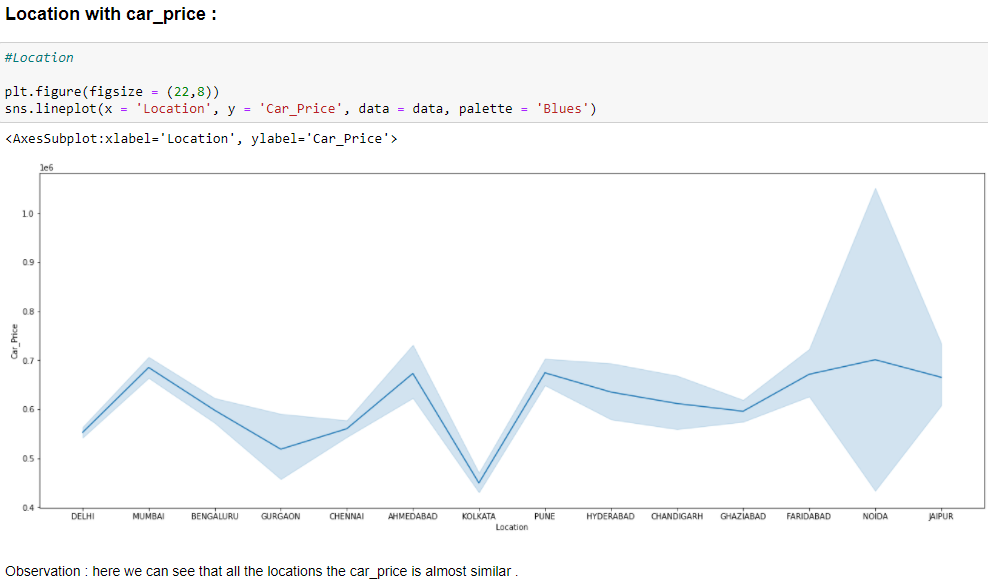 Location with car_price :
#Location
plt.figure(figsize = (22,8))
sns.lineplot(x = 'Location', y = 'Car_Price', data = data, palette = 'Blues')
<AxesSubplot:xlabel='Location', ylabel='Car_Price'>
1e6
1.0
0.9
0.8
0.7
0.6
0.5
0.4
Car_Price
DELHI MUMBAI BENGALURU GURGAON CHENNAI AHMEDABAD KOLKATA PUNE HYDERABAD CHANDIGARH GHAZIABAD FARIDABAD NOIDA JAIPUR
Location
Observation : here we can see that all the locations the car_price is almost similar .